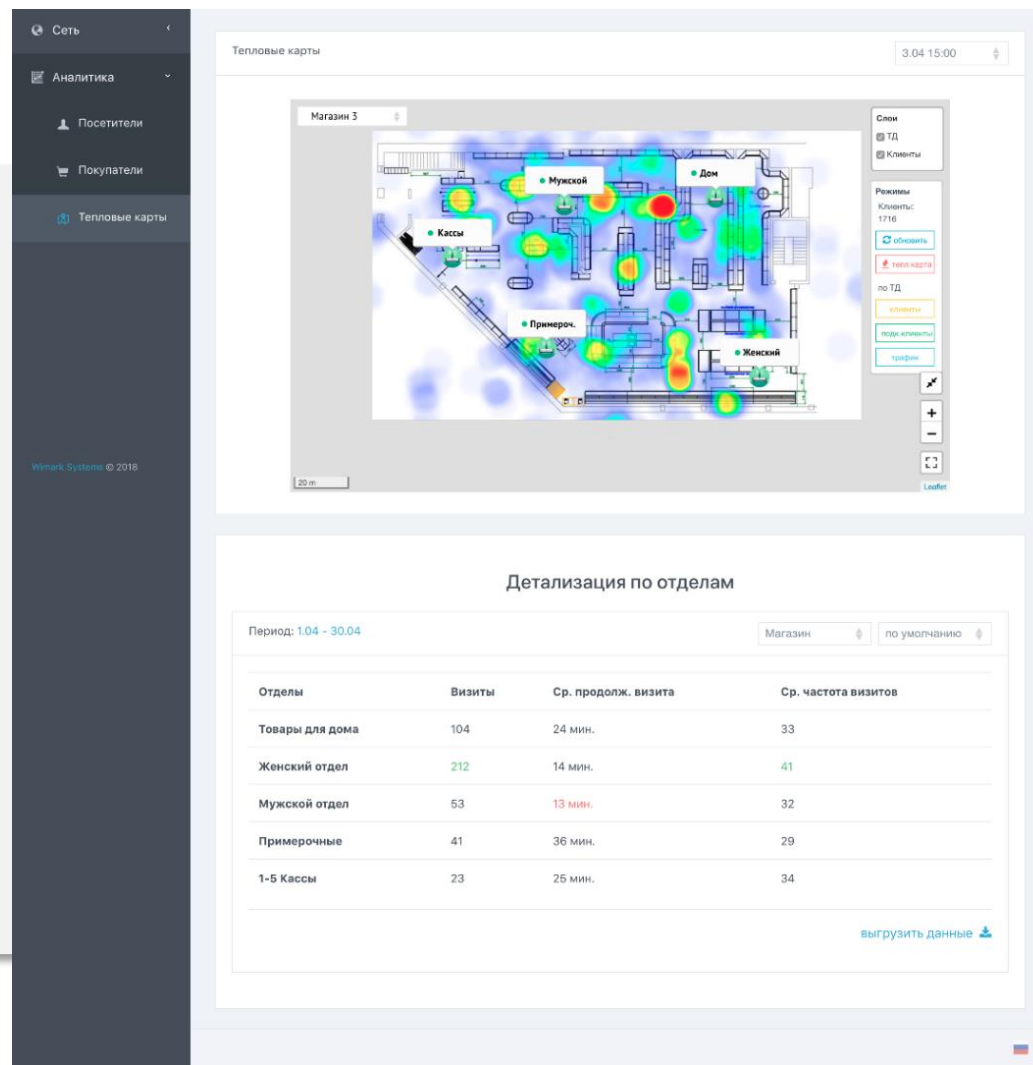 Сеть
Аналитика
Посетители
Покупатели
Тепловые карты
Wimark Systems © 2018
Тепловые карты
3.04 15:00
Магазин 3
Мужской
Дом
Кассы
Примероч.
Женский
Слои
ТД
Клиенты
Режимы
Клиенты:
1716
обновить
тепл.карта
по ТД
клиенты
подк.клиенты
трафик
+
−
20 m
Leaflet
Детализация по отделам
Период: 1.04 - 30.04
Магазин
по умолчанию
Отделы Визиты Ср. продолж. визита Ср. частота визитов
Товары для дома 104 24 мин. 33
Женский отдел 212 14 мин. 41
Мужской отдел 53 13 мин. 32
Примерочные 41 36 мин. 29
1-5 Кассы 23 25 мин. 34
выгрузить данные